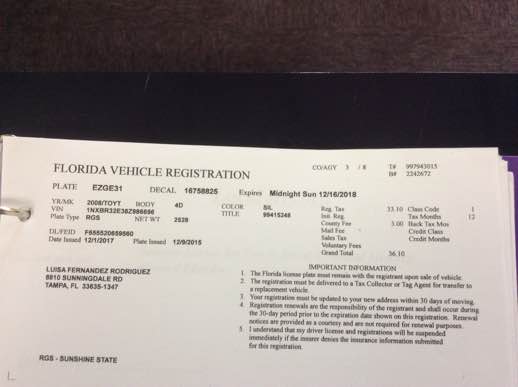 FLORIDA VEHICLE REGISTRATION
CO/AGY 3 / 8 T# 997943015
B# 2242672
PLATE EZGE31 DECAL 16758825 Expires Midnight Sun 12/16/2018
YR/MK 2008/TOYT BODY 4D COLOR SIL Reg. Tax 33.10 Class Code 1
VIN TITLE 99415248 Init. Reg. Tax Months 12
Plate Type RGS NET WT 2528 County Fee 3.00 Back Tax Mos
Mail Fee Credit Class
DL/FEID Sales Tax Credit Months
Date Issued 12/1/2017 Plate Issued 12/9/2015 Voluntary Fees
Grand Total 36.10
LUISA FERNANDEZ RODRIGUEZ
8810 SUNNINGDALE RD
TAMPA, FL 33635-1347
IMPORTANT INFORMATION
1. The Florida license plate must remain with the registrant upon sale of vehicle.
2. The registration must be delivered to a Tax Collector or Tag Agent for transfer to
a replacement vehicle.
3. Your registration must be updated to your new address within 30 days of moving.
4. Registration renewals are the responsibility of the registrant and shall occur during
the 30-day period prior to the expiration date shown on this registration. Renewal
notices are provided as a courtesy and are not required for renewal purposes.
5. I understand that my driver license and registrations will be suspended
immediately if the insurer denies the insurance information submitted
for this registration.
RGS - SUNSHINE STATE